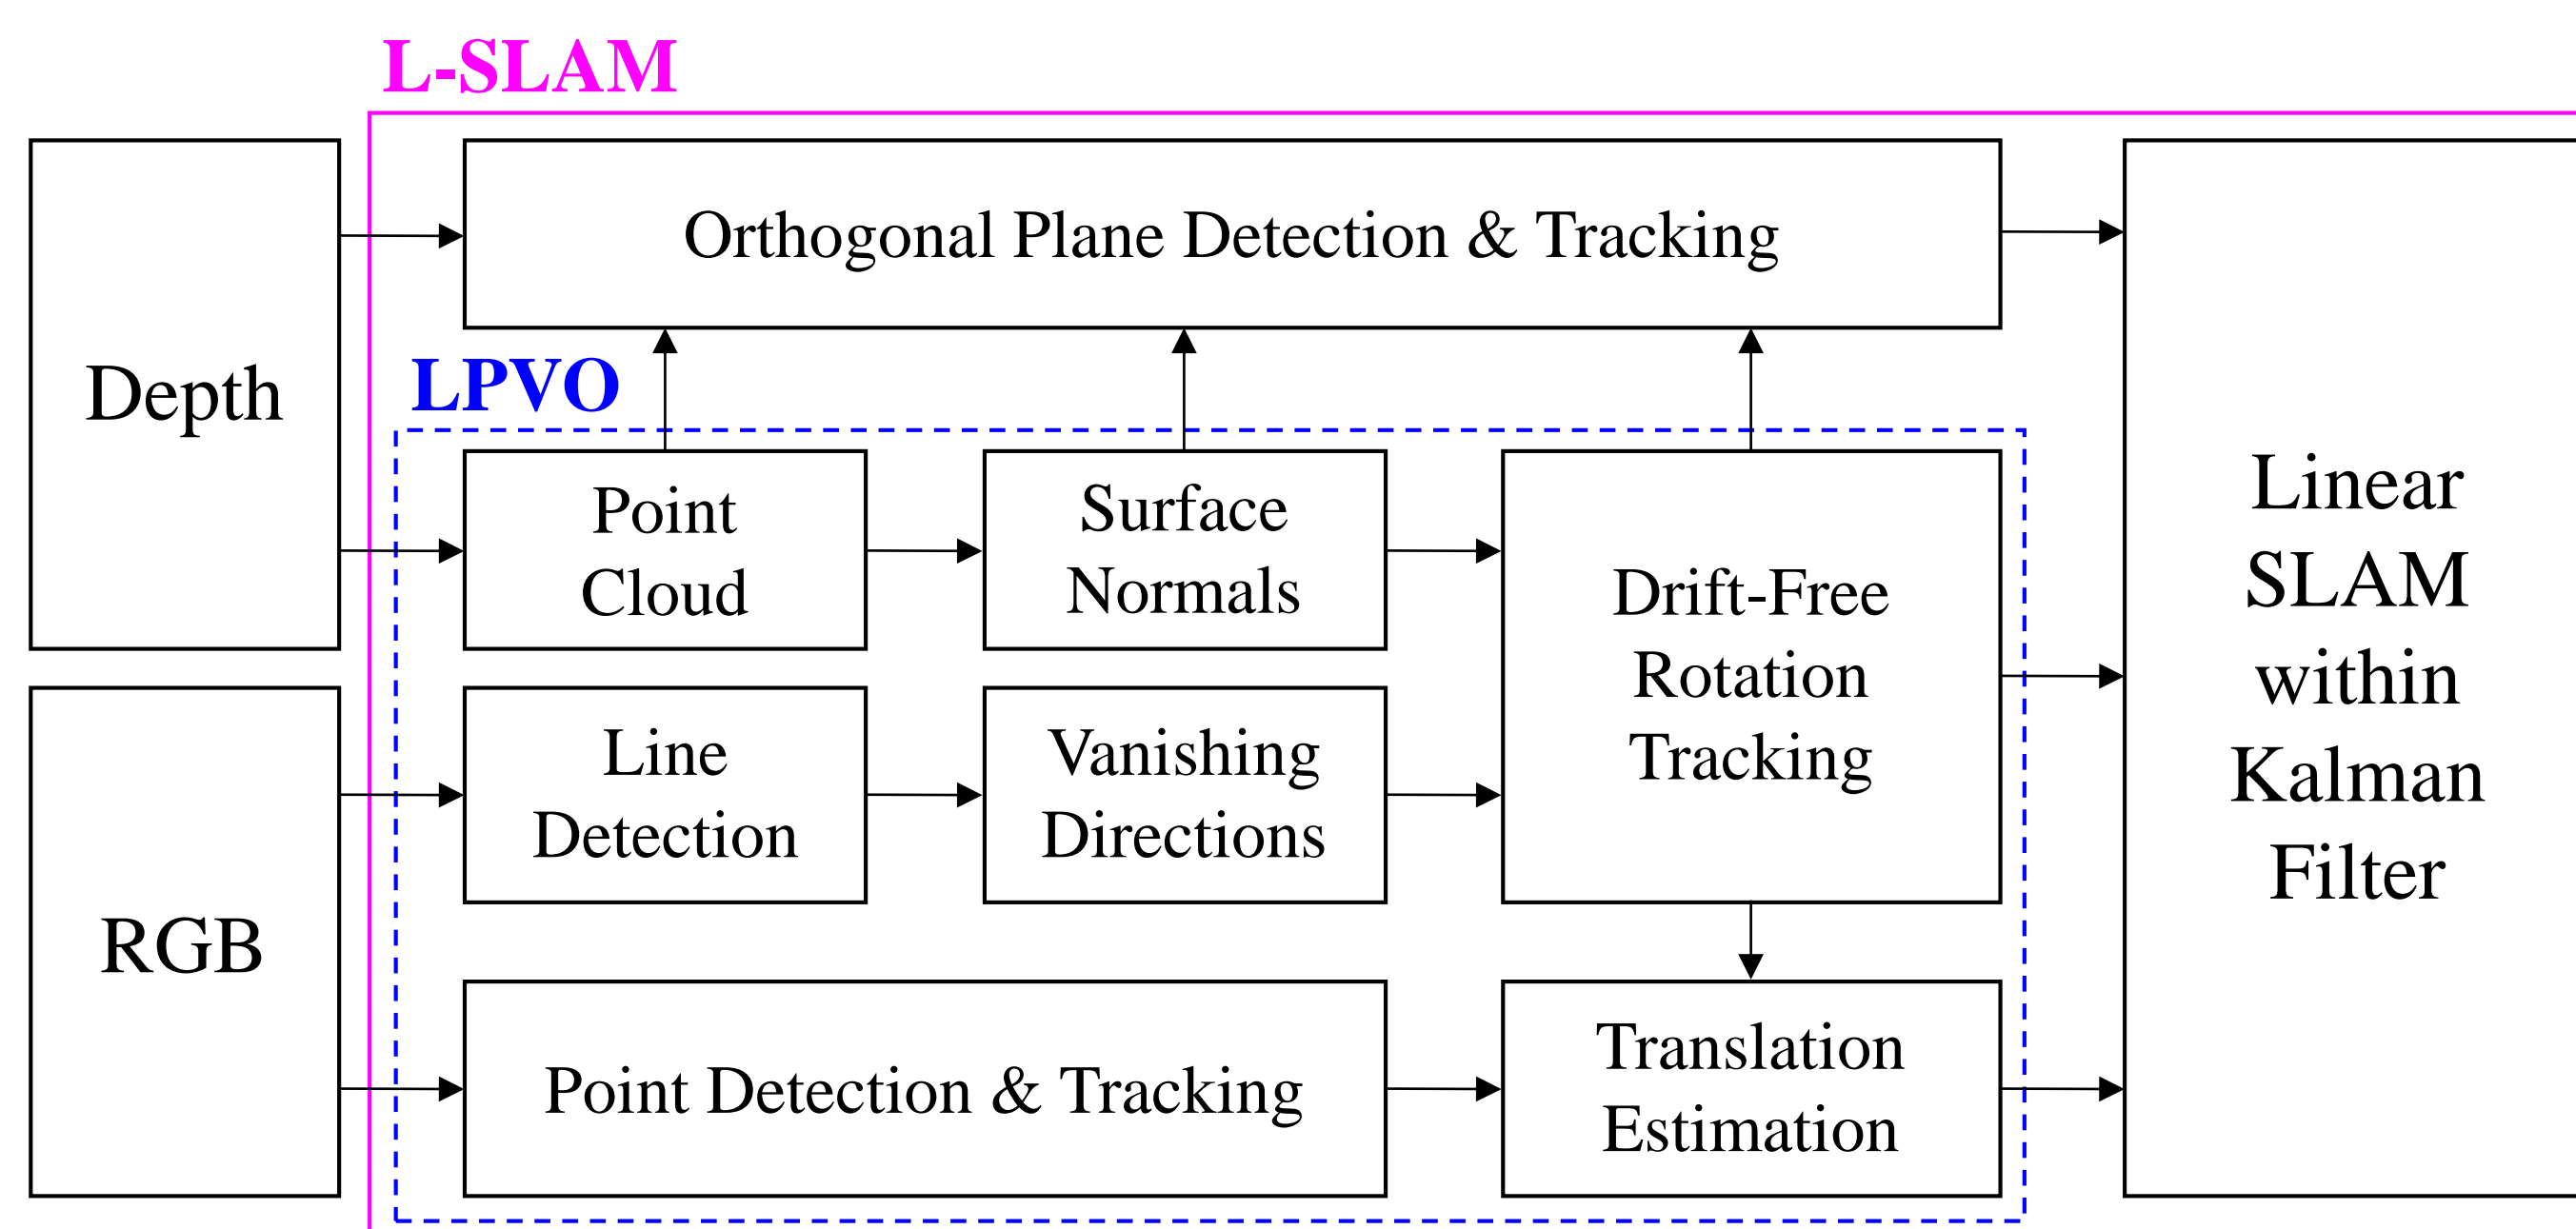 L-SLAM
Depth
Orthogonal Plane Detection & Tracking
LPVO
Point
Cloud
Surface
Normals
Drift-Free
Rotation
Tracking
Linear
SLAM
within
Kalman
Filter
RGB
Line
Detection
Vanishing
Directions
Point Detection & Tracking
Translation
Estimation